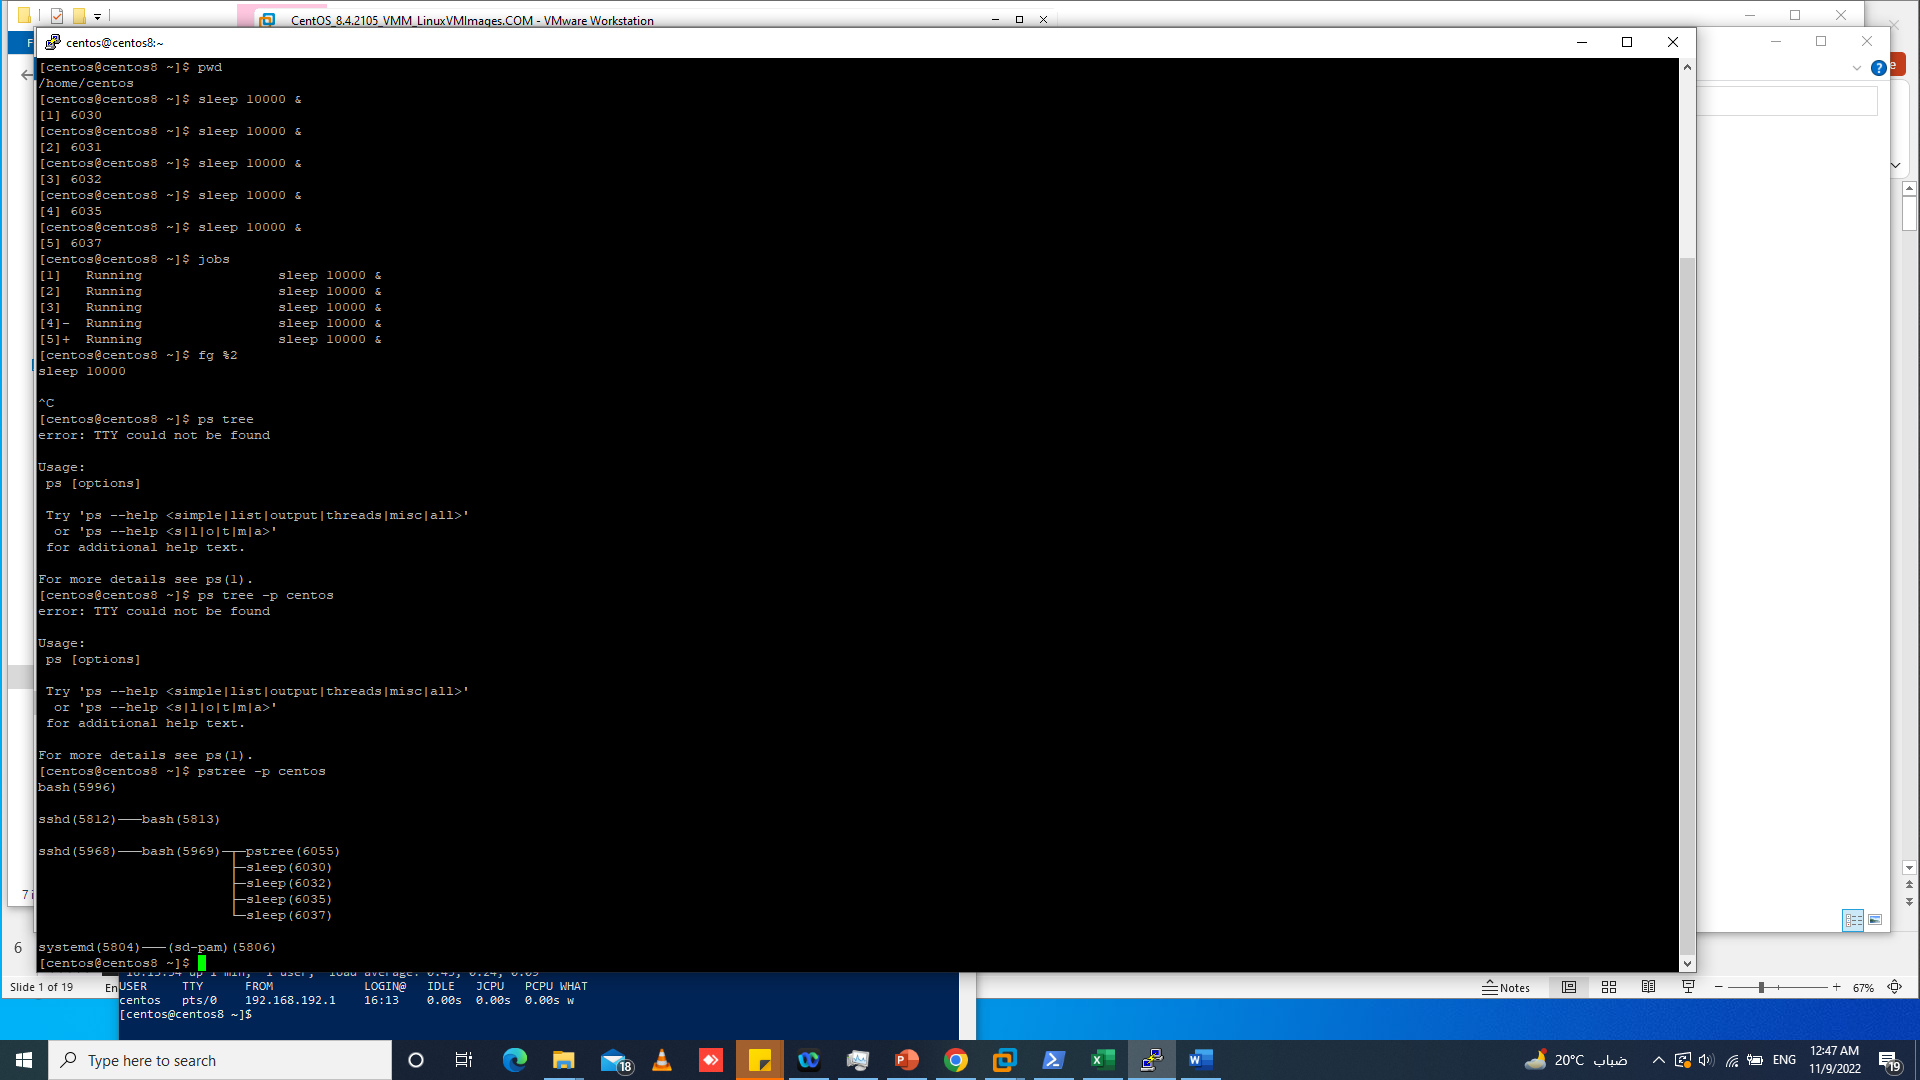 CentOS_8.4.2105_VMM_LinuxVMImages.COM - VMware Workstation
F
centos@centos8:~
e
[centos@centos8 ~]$ pwd
/home/centos
[centos@centos8 ~]$ sleep 10000 &
[1] 6030
[centos@centos8 ~]$ sleep 10000 &
[2] 6031
[centos@centos8 ~]$ sleep 10000 &
[3] 6032
[centos@centos8 ~]$ sleep 10000 &
[4] 6035
[centos@centos8 ~]$ sleep 10000 &
[5] 6037
[centos@centos8 ~]$ jobs
[1]   Running                 sleep 10000 &
[2]   Running                 sleep 10000 &
[3]   Running                 sleep 10000 &
[4]-  Running                 sleep 10000 &
[5]+  Running                 sleep 10000 &
[centos@centos8 ~]$ fg %2
sleep 10000
^C
[centos@centos8 ~]$ ps tree
error: TTY could not be found
Usage:
 ps [options]
 Try 'ps --help <simple|list|output|threads|misc|all>'
  or 'ps --help <s|l|o|t|m|a>'
 for additional help text.
For more details see ps(1).
[centos@centos8 ~]$ ps tree -p centos
error: TTY could not be found
Usage:
 ps [options]
 Try 'ps --help <simple|list|output|threads|misc|all>'
  or 'ps --help <s|l|o|t|m|a>'
 for additional help text.
For more details see ps(1).
[centos@centos8 ~]$ pstree -p centos
bash(5996)
sshd(5812)───bash(5813)
sshd(5968)───bash(5969)─┬─pstree(6055)
                        ├─sleep(6030)
                        ├─sleep(6032)
                        ├─sleep(6035)
                        └─sleep(6037)
systemd(5804)───(sd-pam)(5806)
[centos@centos8 ~]$
7 i
6
USER     TTY      FROM             LOGIN@   IDLE   JCPU   PCPU WHAT
centos   pts/0    192.168.192.1    16:13    0.00s  0.00s  0.00s w
[centos@centos8 ~]$
Slide 1 of 19
En
Notes
67%
Type here to search
18
20°C ضباب
ENG
12:47 AM
11/9/2022
19